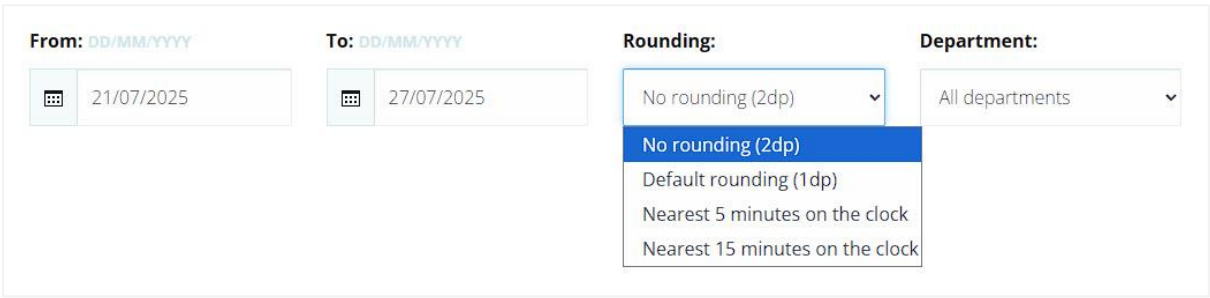 From: DD/MM/YYYY To: DD/MM/YYYY Rounding: Department:
21/07/2025 27/07/2025 No rounding (2dp) All departments
No rounding (2dp)
Default rounding (1dp)
Nearest 5 minutes on the clock
Nearest 15 minutes on the clock